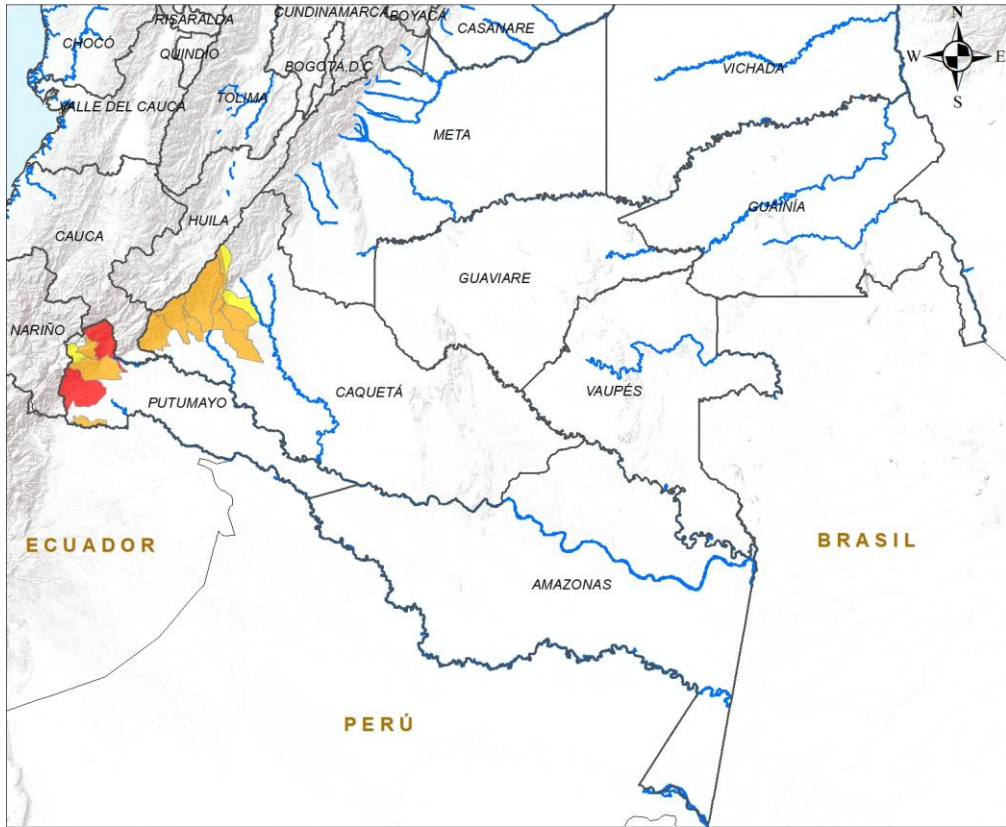 CUNDINAMARCA
BOYACÁ
RISARALDA
CASANARE
N
CHOCÓ
QUINDÍO
W
E
BOGOTÁ D.C
VICHADA
TOLIMA
VALLE DEL CAUCA
S
META
HUILA
GUAINÍA
CAUCA
GUAVIARE
NARIÑO
CAQUETÁ
VAUPÉS
PUTUMAYO
ECUADOR
BRASIL
AMAZONAS
PERÚ